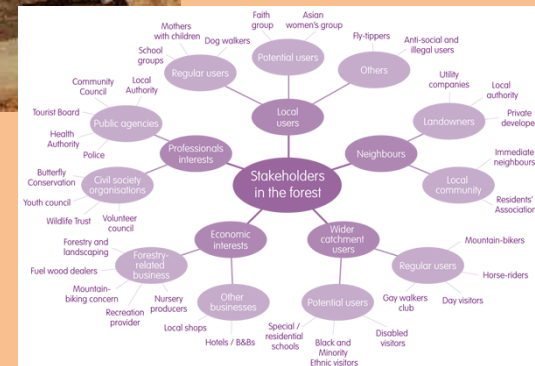 Mothers
with children
Dog walkers
School
groups
Regular users
Faith
group
Asian
women's group
Potential users
Fly-tippers
Anti-social and
illegal users
Others
Local
users
Community
Council
Local
Authority
Tourist Board
Public agencies
Health
Authority
Police
Professionals
interests
Butterfly
Conservation
Civil society
organisations
Youth council
Wildlife Trust
Volunteer
council
Stakeholders
in the forest
Neighbours
Utility
companies
Local
authority
Landowners
Private
develope
Immediate
neighbours
Local
community
Residents'
Association
Economic
interests
Forestry and
landscaping
Forestry-
related
business
Fuel wood dealers
Mountain-
biking concern
Recreation
provider
Nursery
producers
Other
businesses
Local shops
Hotels / B&Bs
Wider
catchment
users
Mountain-bikers
Regular users
Horse-riders
Gay walkers
club
Day visitors
Potential users
Special /
residential
schools
Black and
Minority
Ethnic visitors
Disabled
visitors